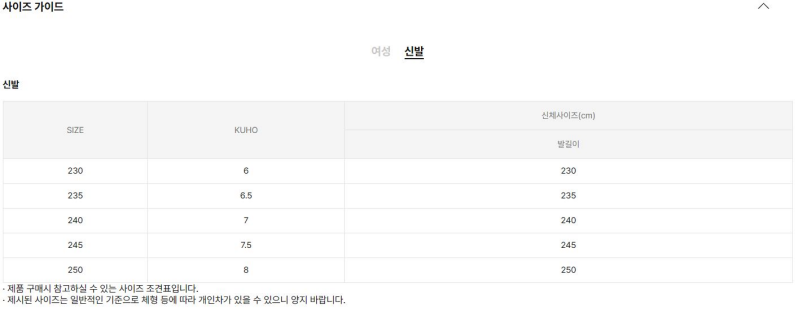 사이즈 가이드
여성 신발
신발
SIZE KUHO 신체사이즈(cm)
발길이
230 6 230
235 6.5 235
240 7 240
245 7.5 245
250 8 250
· 제품 구매시 참고하실 수 있는 사이즈 조견표입니다.
· 제시된 사이즈는 일반적인 기준으로 체형 등에 따라 개인차가 있을 수 있으니 양지 바랍니다.